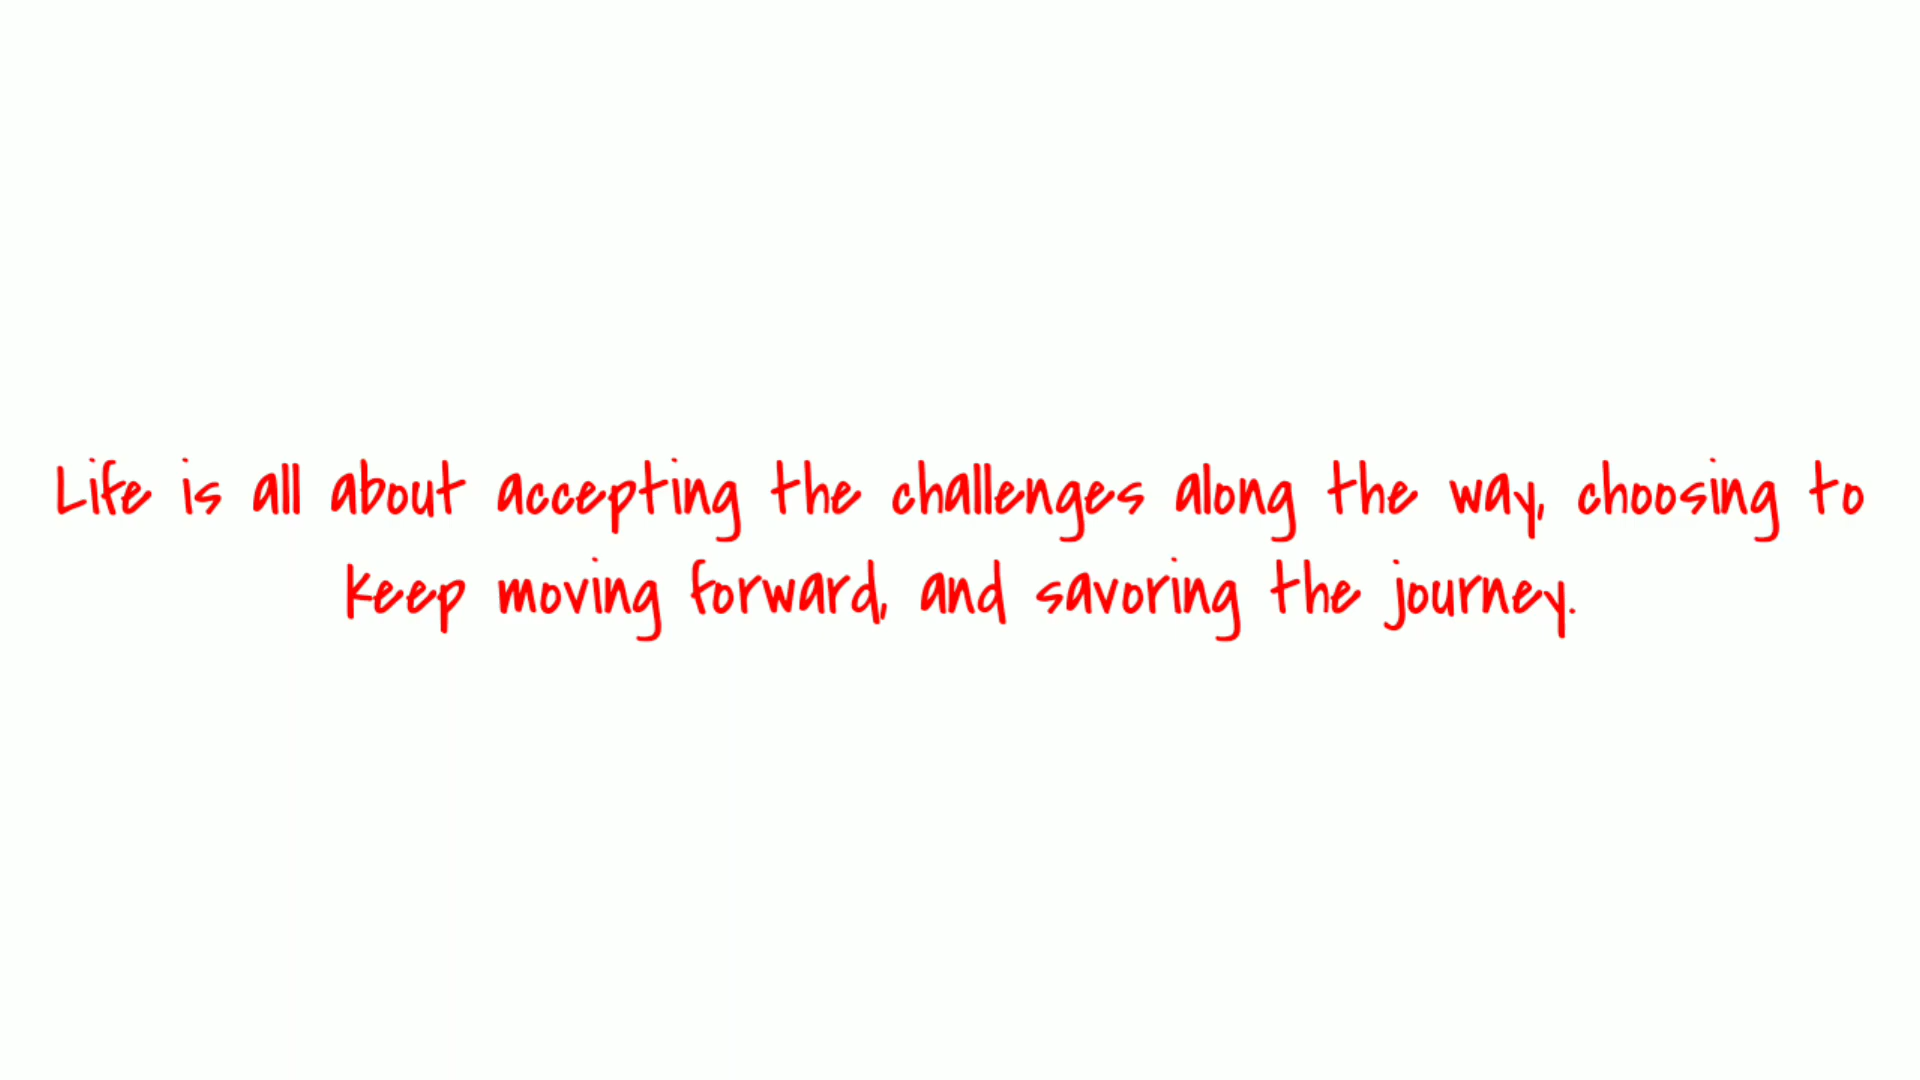 Life is all about accepting the challenges along the way, choosing to
keep moving forward, and savoring the journey.